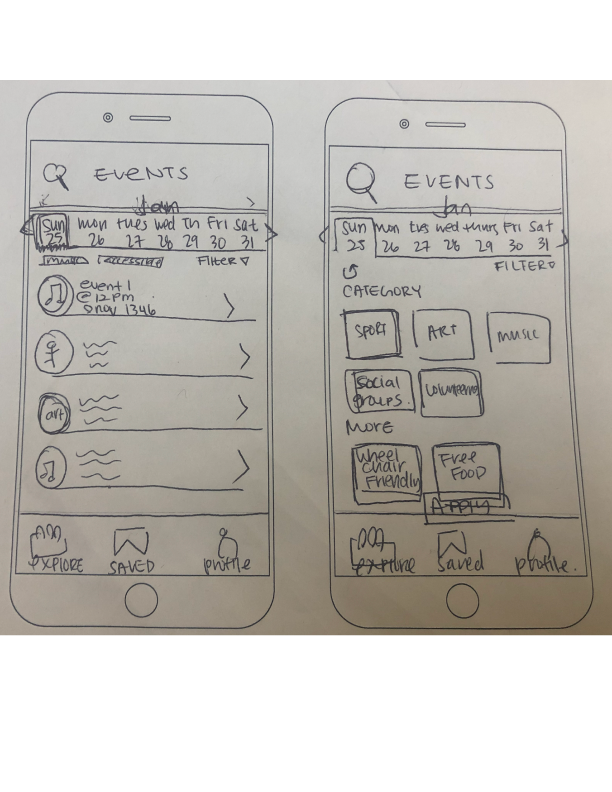 EVENTS
Jan
Sun mon tues wed Th Fri Sat
25 26 27 28 29 30 31
music accessible FILTER
event 1
@ 12pm
1346
art
EXPLORE SAVED profile
EVENTS
Jan
Sun mon tues wed thurs Fri Sat
25 26 27 28 29 30 31
FILTER
CATEGORY
SPORT ART MUSIC
Social
groups. Volunteering
MORE
Wheel
Chair
Friendly
Free
FOOD
APPLY
explore Saved profile.